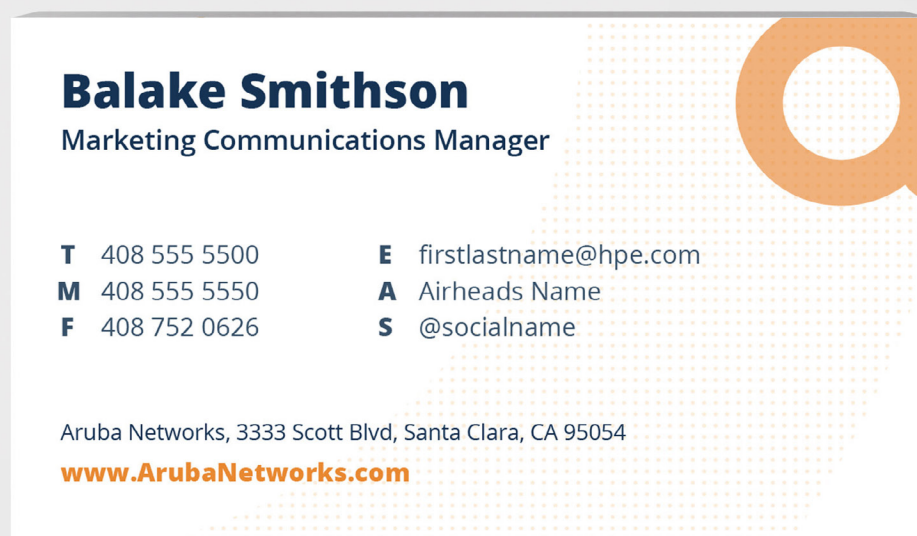 Balake Smithson
Marketing Communications Manager
T 408 555 5500
M 408 555 5550
F 408 752 0626
E firstlastname@hpe.com
A Airheads Name
S @socialname
Aruba Networks, 3333 Scott Blvd, Santa Clara, CA 95054
www.ArubaNetworks.com